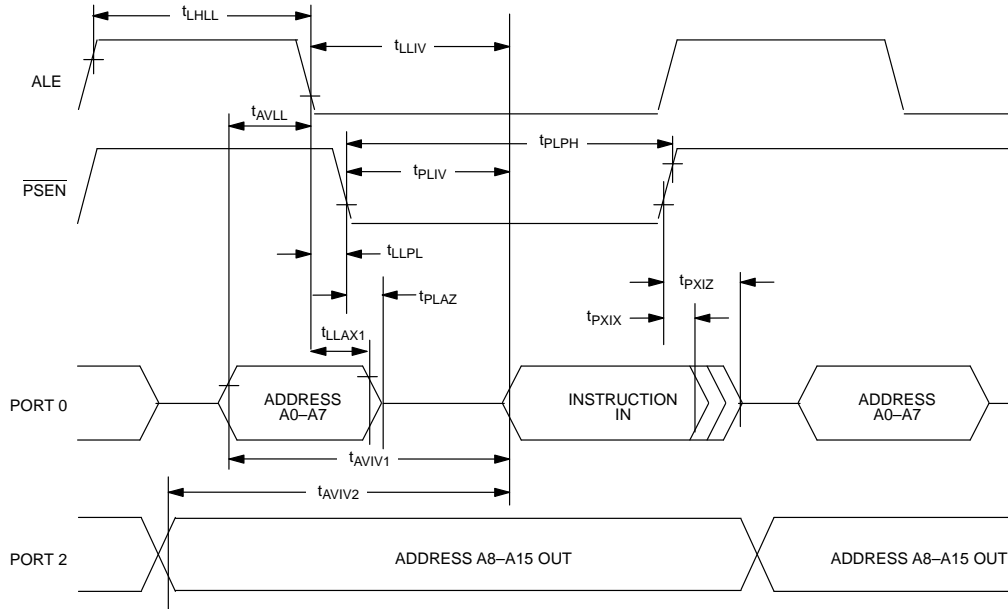 tLHLL
tLLIV
ALE
tAVLL
tPLPH
PSEN
tPLIV
tLLPL
tPLAZ
tPXIZ
tPXIX
tLLAX1
PORT 0
ADDRESS
A0–A7
INSTRUCTION
IN
ADDRESS
A0–A7
tAVIV1
tAVIV2
PORT 2
ADDRESS A8–A15 OUT
ADDRESS A8–A15 OUT